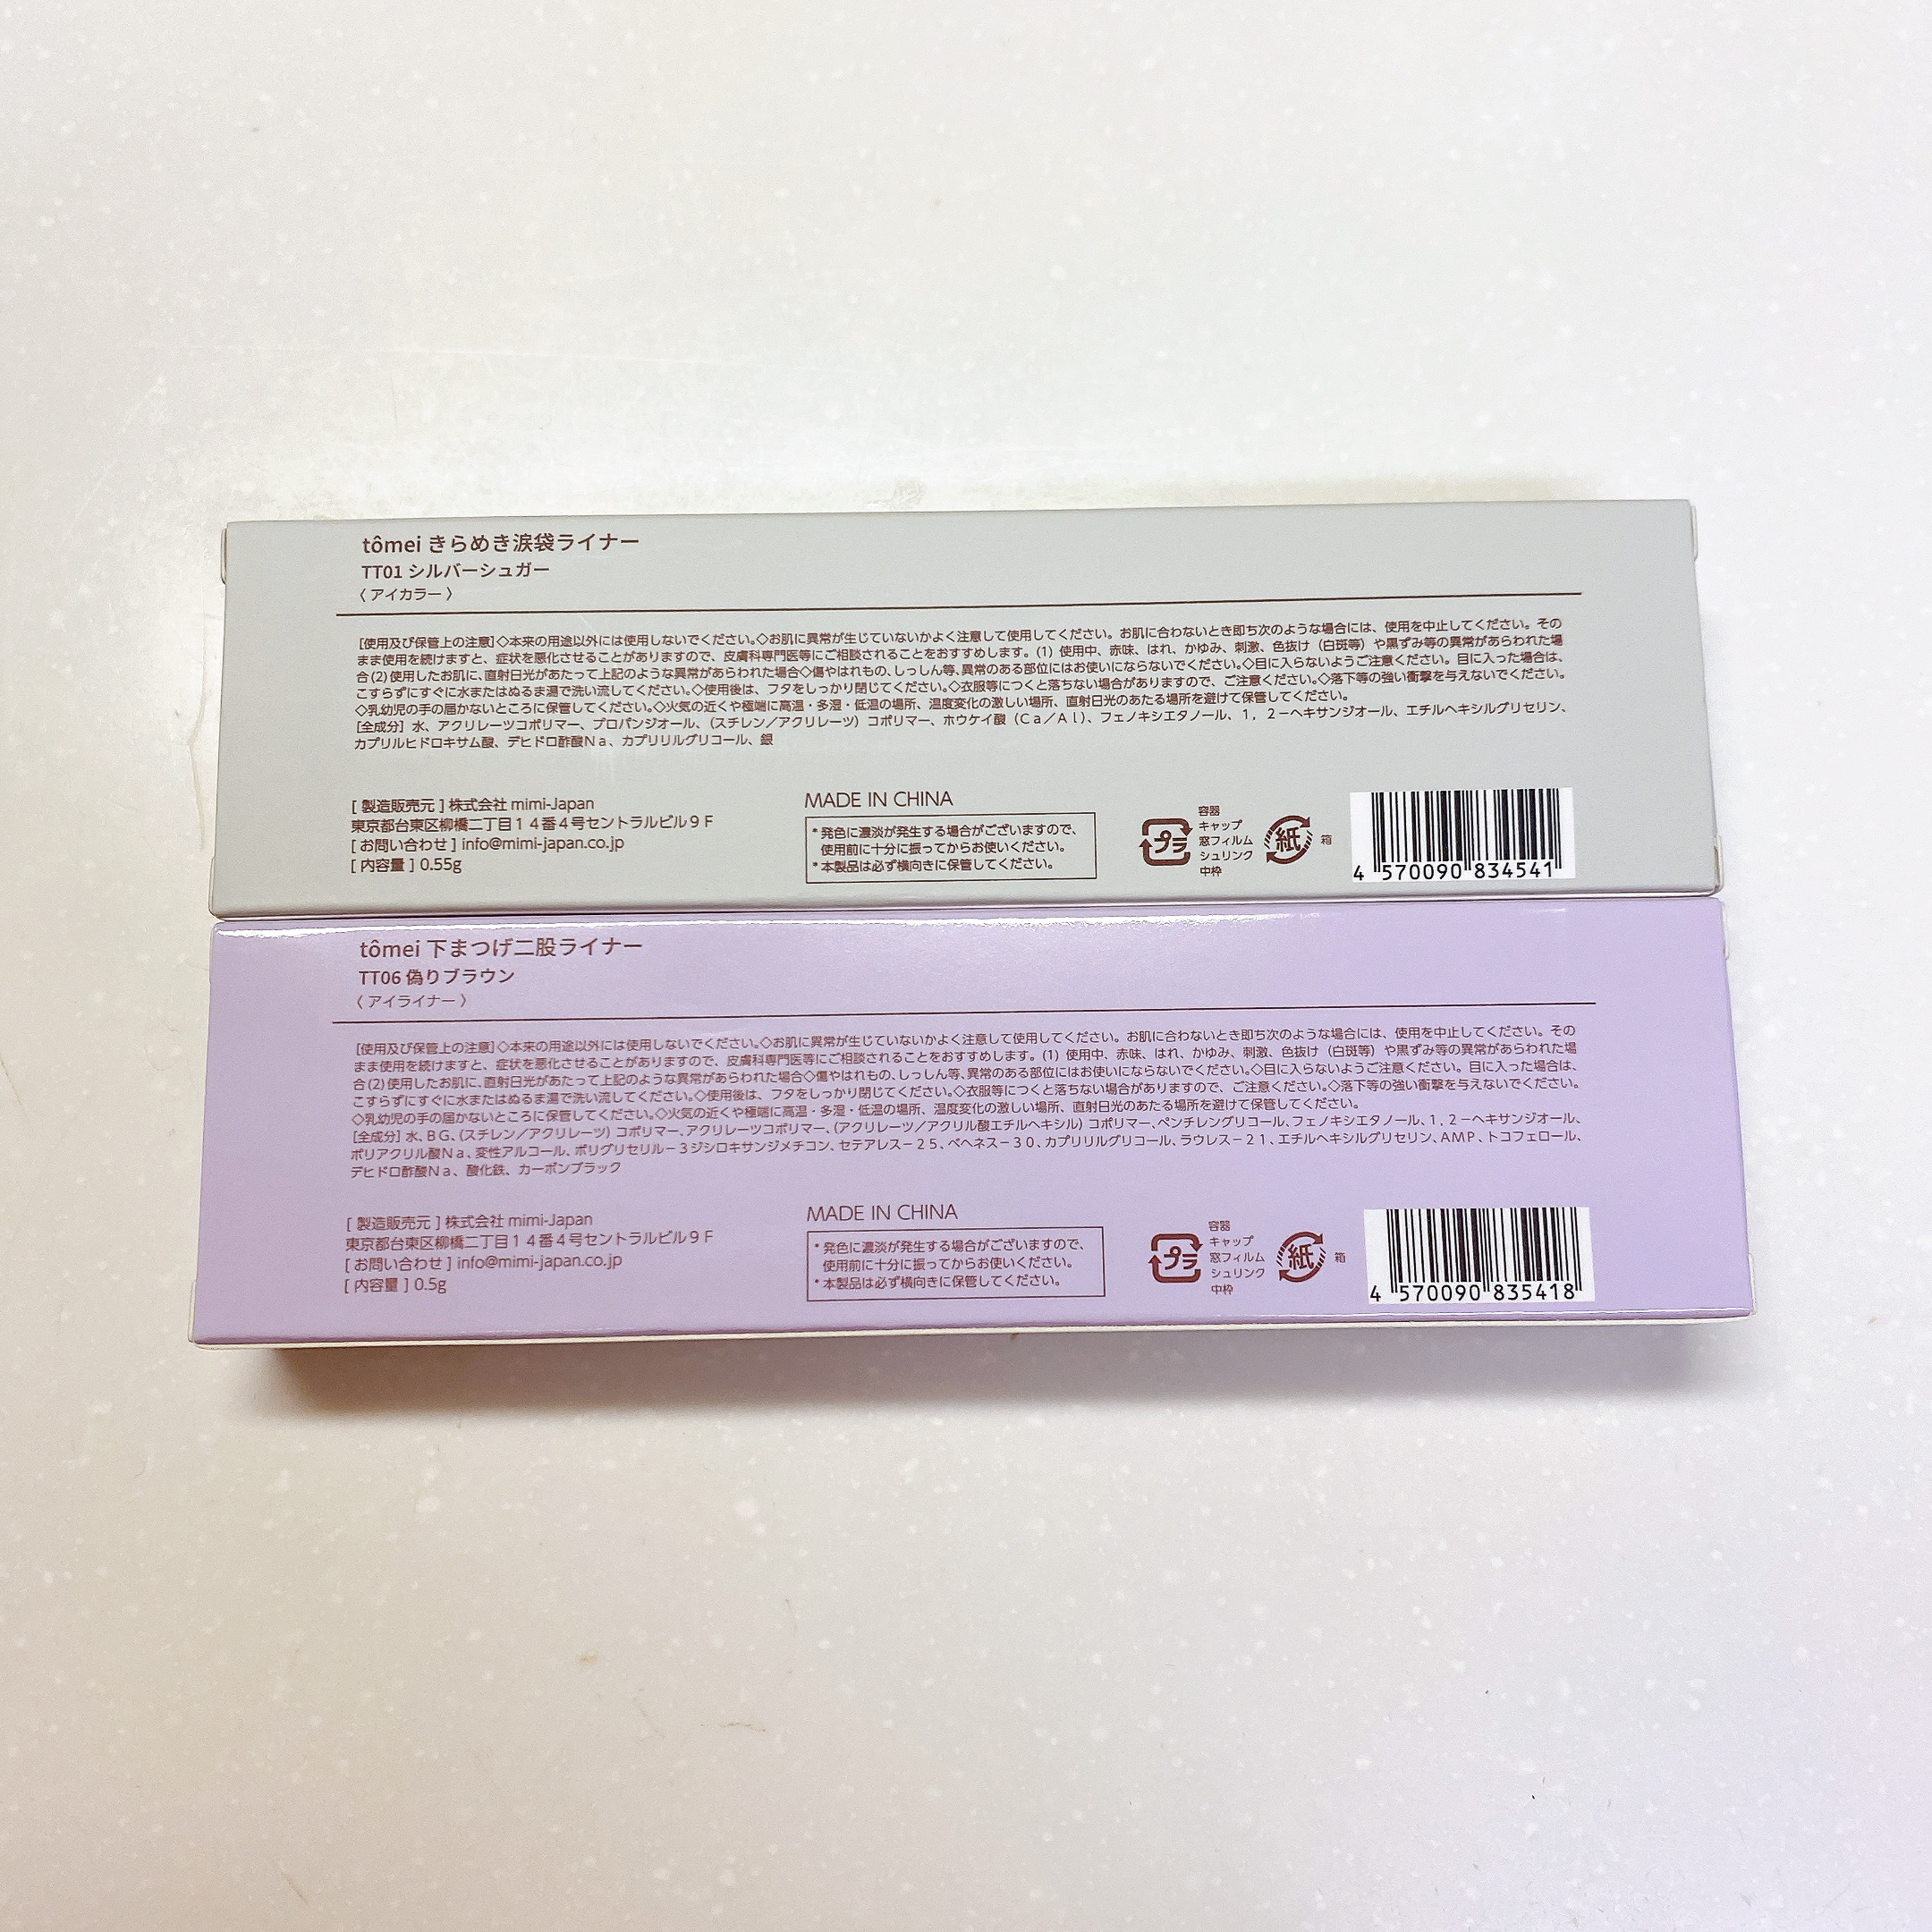 tômei きらめき涙袋ライナー
TT01 シルバーシュガー
〈 アイカラー 〉
[使用及び保管上の注意]◇本来の用途以外には使用しないでください。◇お肌に異常が生じていないかよく注意して使用してください。お肌に合わないとき即ち次のような場合には、使用を中止してください。その
まま使用を続けますと、症状を悪化させることがありますので、皮膚科専門医等にご相談されることをおすすめします。(1) 使用中、赤味、はれ、かゆみ、刺激、色抜け（白斑等）や黒ずみ等の異常があらわれた場
合(2)使用したお肌に、直射日光があたって上記のような異常があらわれた場合◇傷やはれもの、しっしん等、異常のある部位にはお使いにならないでください。◇目に入らないようご注意ください。目に入った場合は、
こすらずにすぐに水またはぬるま湯で洗い流してください。◇使用後は、フタをしっかり閉じてください。◇衣服等につくと落ちない場合がありますので、ご注意ください。◇落下等の強い衝撃を与えないでください。
◇乳幼児の手の届かないところに保管してください。◇火気の近くや極端に高温・多湿・低温の場所、温度変化の激しい場所、直射日光のあたる場所を避けて保管してください。
[全成分] 水、アクリレーツコポリマー、プロパンジオール、(スチレン／アクリレーツ) コポリマー、ホウケイ酸（Ｃａ／Ａｌ）、フェノキシエタノール、１，２－ヘキサンジオール、エチルヘキシルグリセリン、
カプリルヒドロキサム酸、デヒドロ酢酸Ｎａ、カプリリルグリコール、銀
[ 製造販売元 ] 株式会社 mimi-Japan
東京都台東区柳橋二丁目１４番４号セントラルビル９Ｆ
[ お問い合わせ ] info@mimi-japan.co.jp
[ 内容量 ] 0.55g
MADE IN CHINA
* 発色に濃淡が発生する場合がございますので、
使用前に十分に振ってからお使いください。
* 本製品は必ず横向きに保管してください。
プラ
容器
キャップ
窓フィルム
シュリンク
中枠
紙
箱
4 570090 834541
tômei 下まつげ二股ライナー
TT06 偽りブラウン
〈 アイライナー 〉
[使用及び保管上の注意]◇本来の用途以外には使用しないでください。◇お肌に異常が生じていないかよく注意して使用してください。お肌に合わないとき即ち次のような場合には、使用を中止してください。その
まま使用を続けますと、症状を悪化させることがありますので、皮膚科専門医等にご相談されることをおすすめします。(1) 使用中、赤味、はれ、かゆみ、刺激、色抜け（白斑等）や黒ずみ等の異常があらわれた場
合(2)使用したお肌に、直射日光があたって上記のような異常があらわれた場合◇傷やはれもの、しっしん等、異常のある部位にはお使いにならないでください。◇目に入らないようご注意ください。目に入った場合は、
こすらずにすぐに水またはぬるま湯で洗い流してください。◇使用後は、フタをしっかり閉じてください。◇衣服等につくと落ちない場合がありますので、ご注意ください。◇落下等の強い衝撃を与えないでください。
◇乳幼児の手の届かないところに保管してください。◇火気の近くや極端に高温・多湿・低温の場所、温度変化の激しい場所、直射日光のあたる場所を避けて保管してください。
[全成分] 水、ＢＧ、(スチレン／アクリレーツ) コポリマー、アクリレーツコポリマー、(アクリレーツ／アクリル酸エチルヘキシル) コポリマー、ペンチレングリコール、フェノキシエタノール、１，２－ヘキサンジオール、
ポリアクリル酸Ｎａ、変性アルコール、ポリグリセリル－３ジシロキサンジメチコン、セテアレス－２５、ベヘネス－３０、カプリリルグリコール、ラウレス－２１、エチルヘキシルグリセリン、ＡＭＰ、トコフェロール、
デヒドロ酢酸Ｎａ、酸化鉄、カーボンブラック
[ 製造販売元 ] 株式会社 mimi-Japan
東京都台東区柳橋二丁目１４番４号セントラルビル９Ｆ
[ お問い合わせ ] info@mimi-japan.co.jp
[ 内容量 ] 0.5g
MADE IN CHINA
* 発色に濃淡が発生する場合がございますので、
使用前に十分に振ってからお使いください。
* 本製品は必ず横向きに保管してください。
プラ
容器
キャップ
窓フィルム
シュリンク
中枠
紙
箱
4 570090 835418